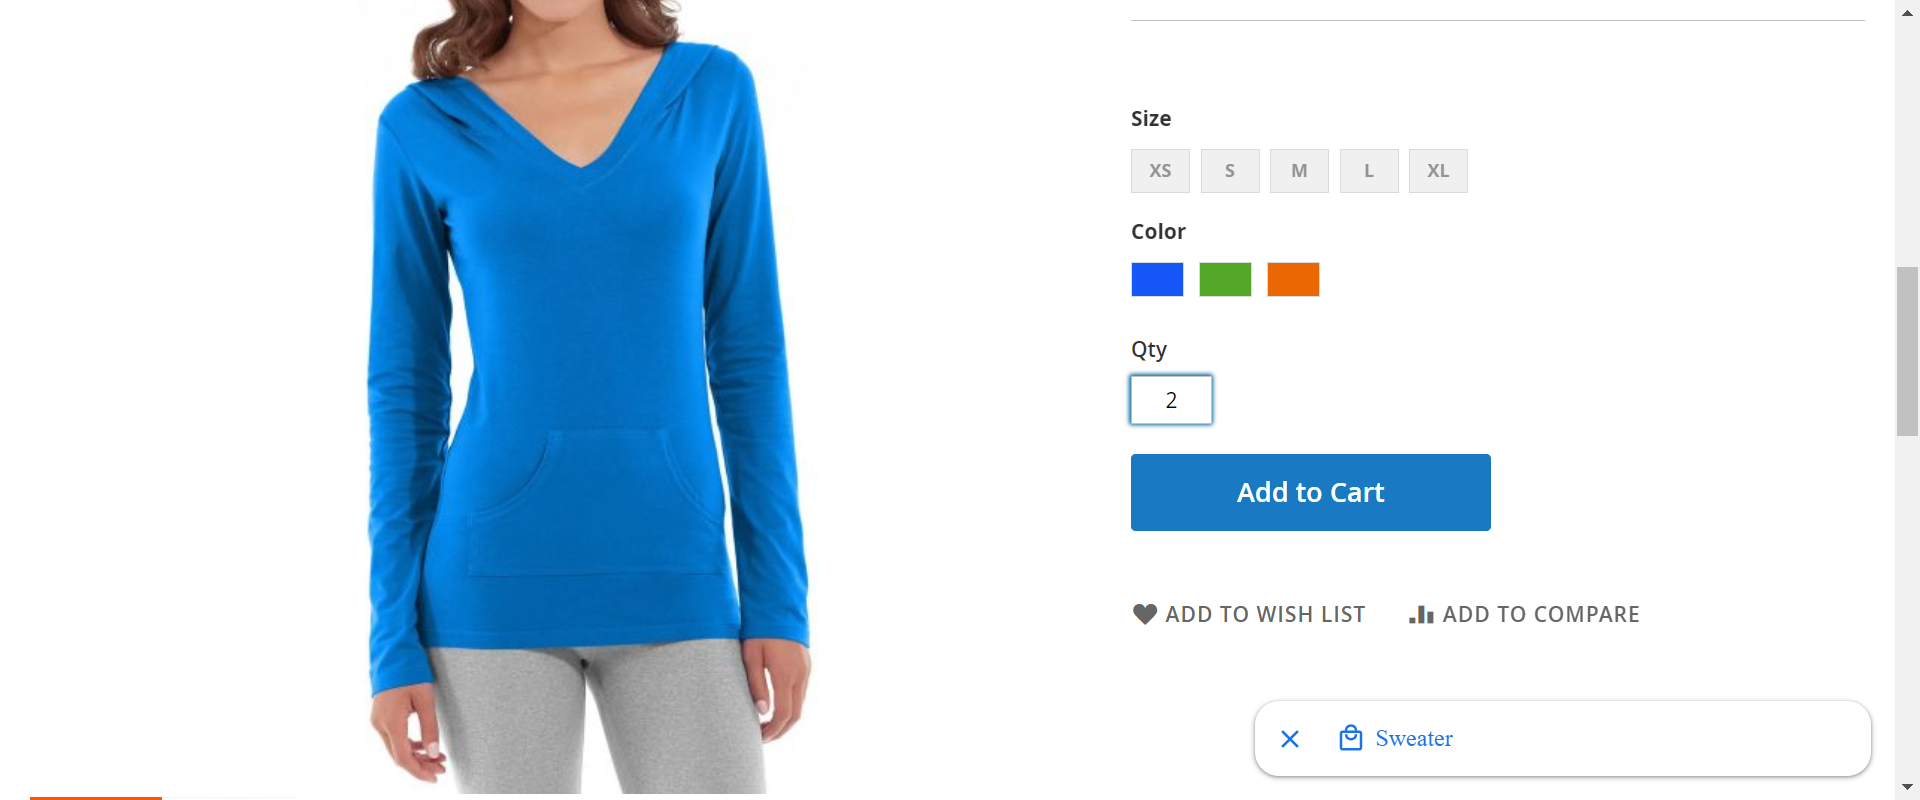 Size
XS S M L XL
Color
Qty
2
Add to Cart
ADD TO WISH LIST ADD TO COMPARE
Sweater